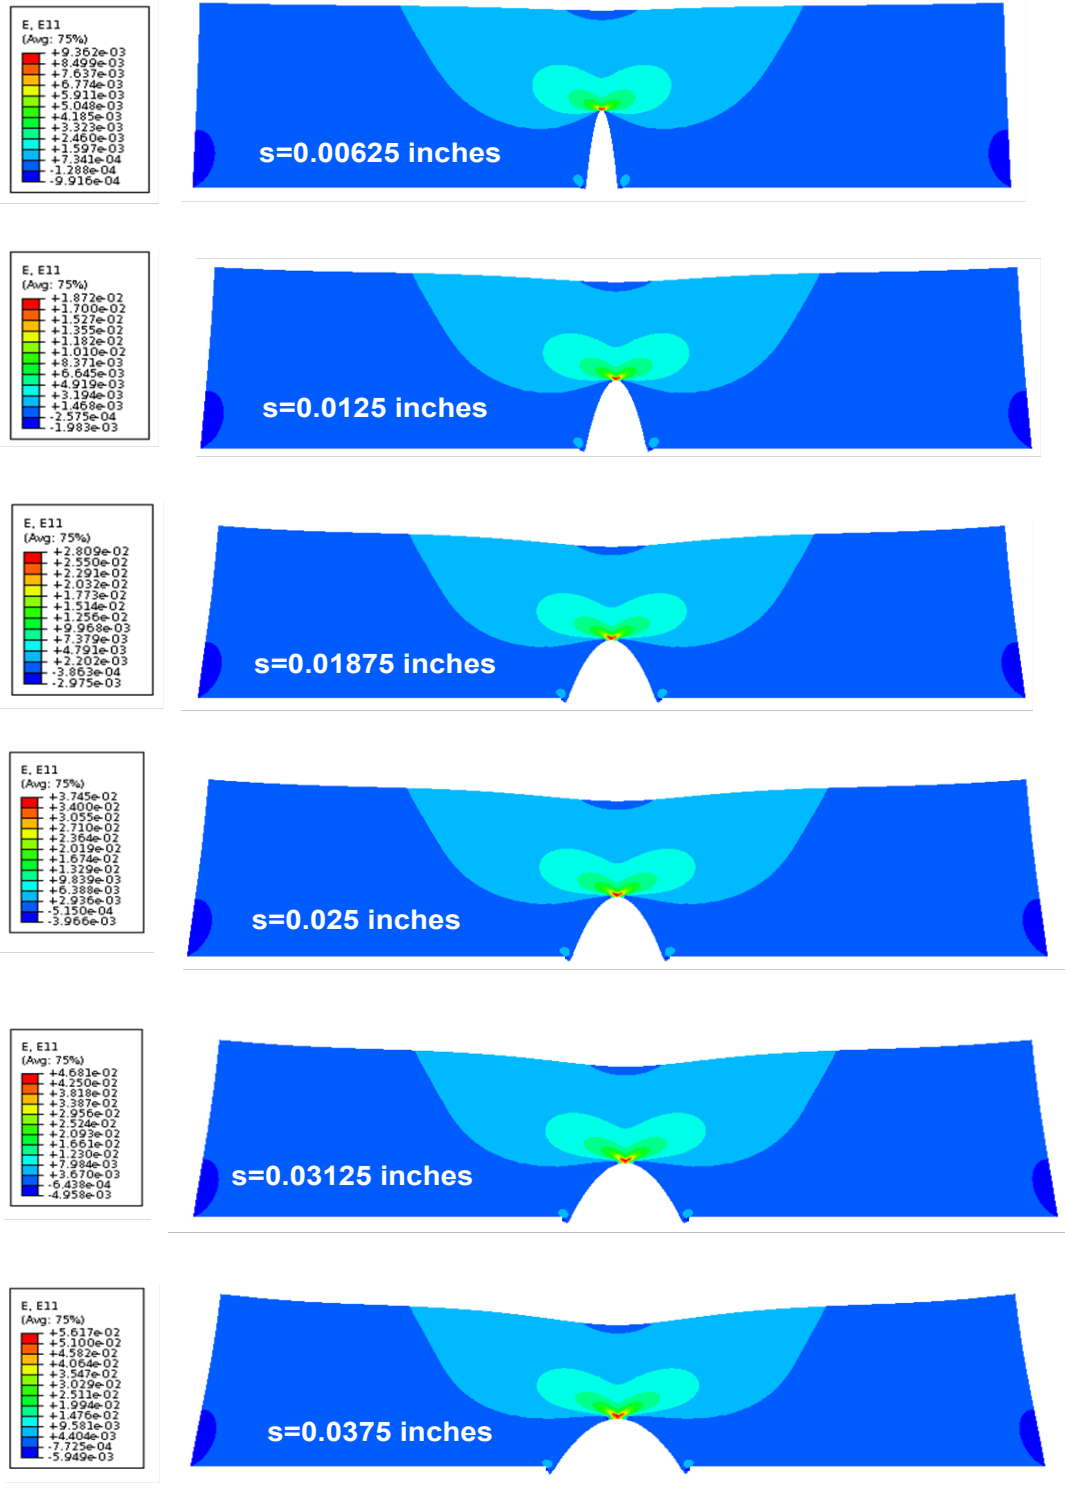 E, E11
(Avg: 75%)
+9.362e-03
+8.499e-03
+7.637e-03
+6.774e-03
+5.911e-03
+5.048e-03
+4.185e-03
+3.323e-03
+2.460e-03
+1.597e-03
+7.341e-04
-1.288e-04
-9.916e-04
s=0.00625 inches
E, E11
(Avg: 75%)
+1.872e-02
+1.700e-02
+1.527e-02
+1.355e-02
+1.182e-02
+1.010e-02
+8.371e-03
+6.645e-03
+4.919e-03
+3.194e-03
+1.468e-03
-2.575e-04
-1.983e-03
s=0.0125 inches
E, E11
(Avg: 75%)
+2.809e-02
+2.550e-02
+2.291e-02
+2.032e-02
+1.773e-02
+1.514e-02
+1.256e-02
+9.968e-03
+7.379e-03
+4.791e-03
+2.202e-03
-3.863e-04
-2.975e-03
s=0.01875 inches
E, E11
(Avg: 75%)
+3.745e-02
+3.400e-02
+3.055e-02
+2.710e-02
+2.364e-02
+2.019e-02
+1.674e-02
+1.329e-02
+9.839e-03
+6.388e-03
+2.936e-03
-5.150e-04
-3.966e-03
s=0.025 inches
E, E11
(Avg: 75%)
+4.681e-02
+4.250e-02
+3.818e-02
+3.387e-02
+2.956e-02
+2.524e-02
+2.093e-02
+1.661e-02
+1.230e-02
+7.984e-03
+3.670e-03
-6.438e-04
-4.958e-03
s=0.03125 inches
E, E11
(Avg: 75%)
+5.617e-02
+5.100e-02
+4.582e-02
+4.064e-02
+3.547e-02
+3.029e-02
+2.511e-02
+1.994e-02
+1.476e-02
+9.581e-03
+4.404e-03
-7.725e-04
-5.949e-03
s=0.0375 inches